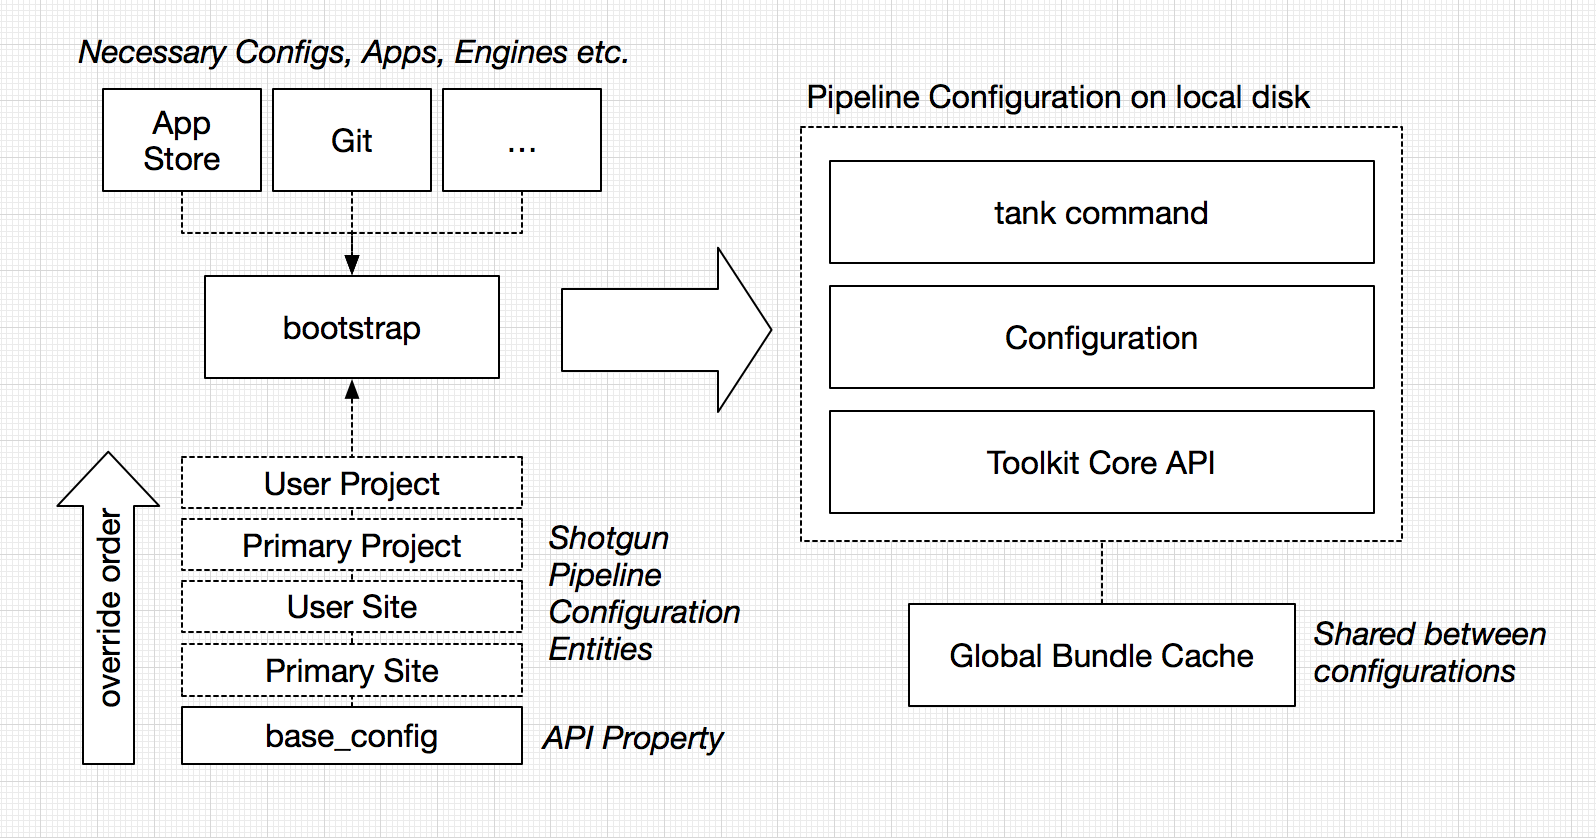 Necessary Configs, Apps, Engines etc.
App
Store
Git
...
bootstrap
User Project
Primary Project
User Site
Primary Site
base_config
override order
Shotgun
Pipeline
Configuration
Entities
API Property
Pipeline Configuration on local disk
tank command
Configuration
Toolkit Core API
Global Bundle Cache
Shared between
configurations